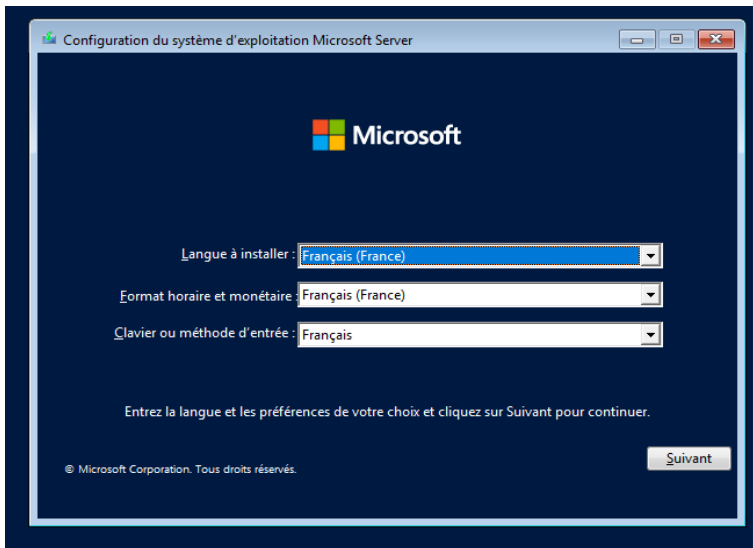 Configuration du système d'exploitation Microsoft Server
Microsoft
Langue à installer : Français (France)
Format horaire et monétaire : Français (France)
Clavier ou méthode d'entrée : Français
Entrez la langue et les préférences de votre choix et cliquez sur Suivant pour continuer.
Suivant
© Microsoft Corporation. Tous droits réservés.